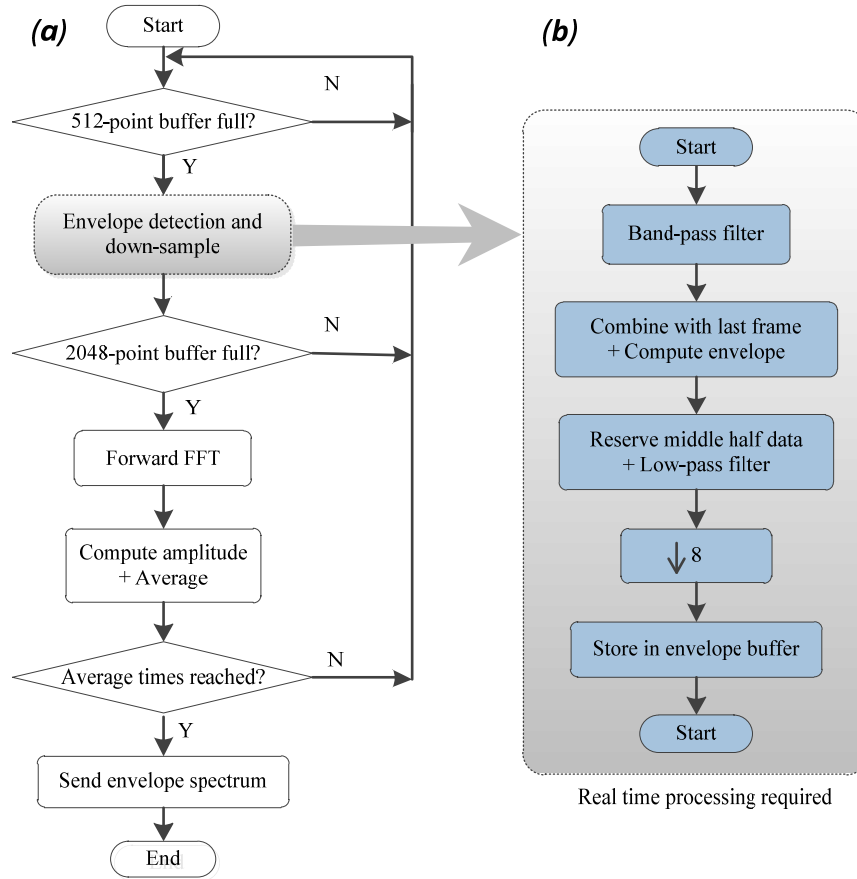 (a)
Start
N
512-point buffer full?
Y
Envelope detection and
down-sample
N
2048-point buffer full?
Y
Forward FFT
Compute amplitude
+ Average
N
Average times reached?
Y
Send envelope spectrum
End
(b)
Start
Band-pass filter
Combine with last frame
+ Compute envelope
Reserve middle half data
+ Low-pass filter
↓ 8
Store in envelope buffer
Start
Real time processing required